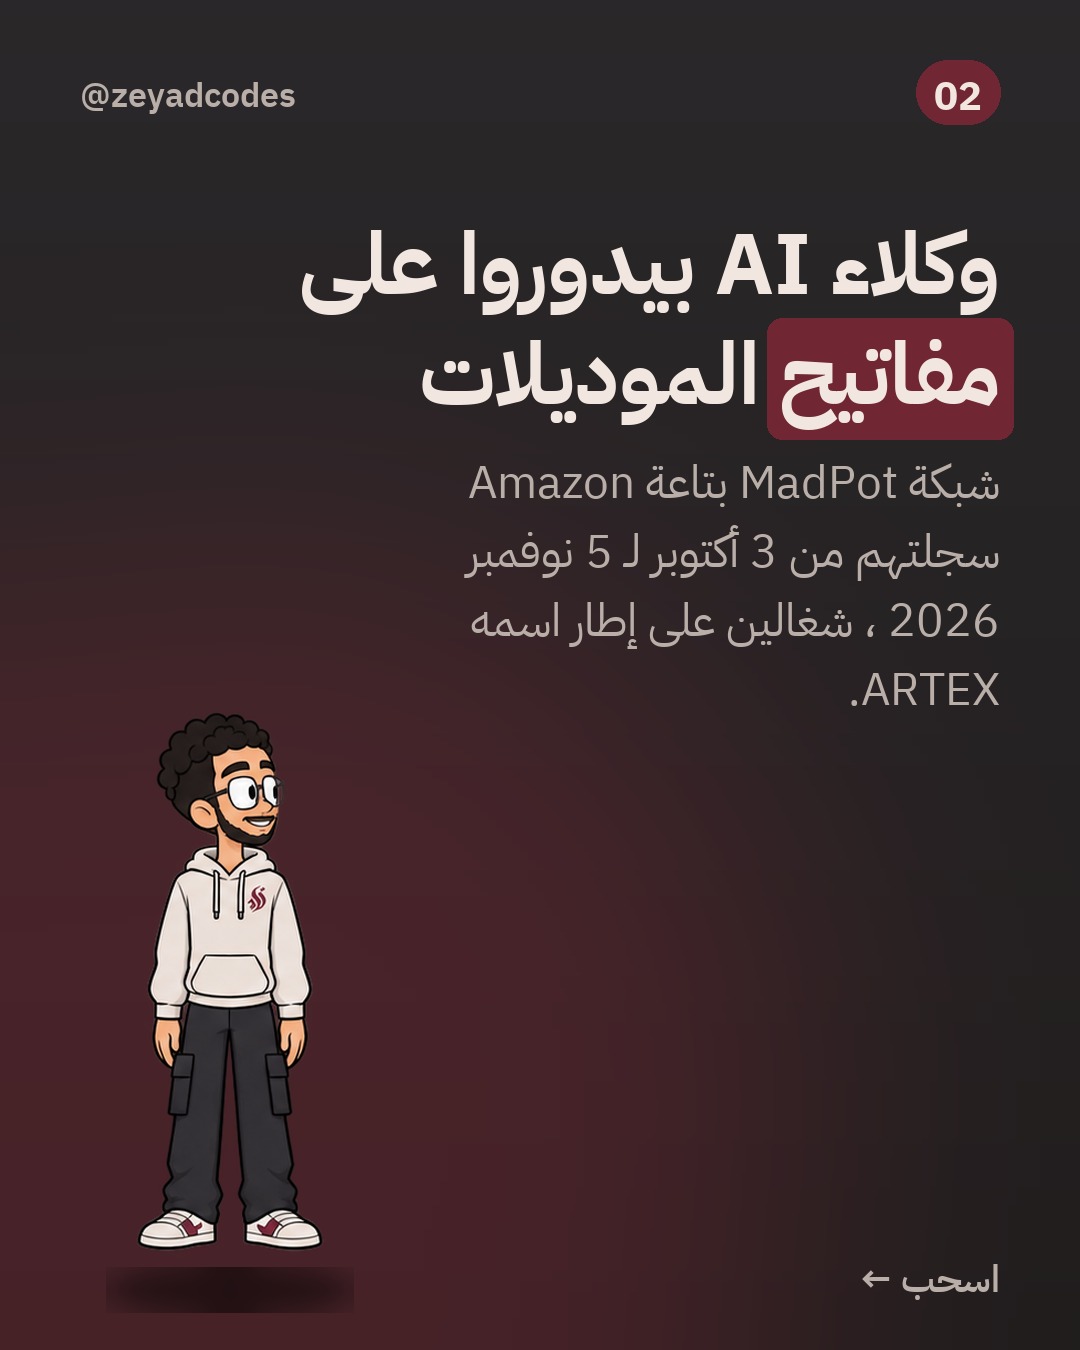 @zeyadcodes
02
وكلاء AI بيدوروا على
مفاتيح الموديلات
شبكة MadPot بتاعة Amazon
سجلتهم من 3 أكتوبر لـ 5 نوفمبر
2026 ، شغالين على إطار اسمه
ARTEX.
اسحب ←